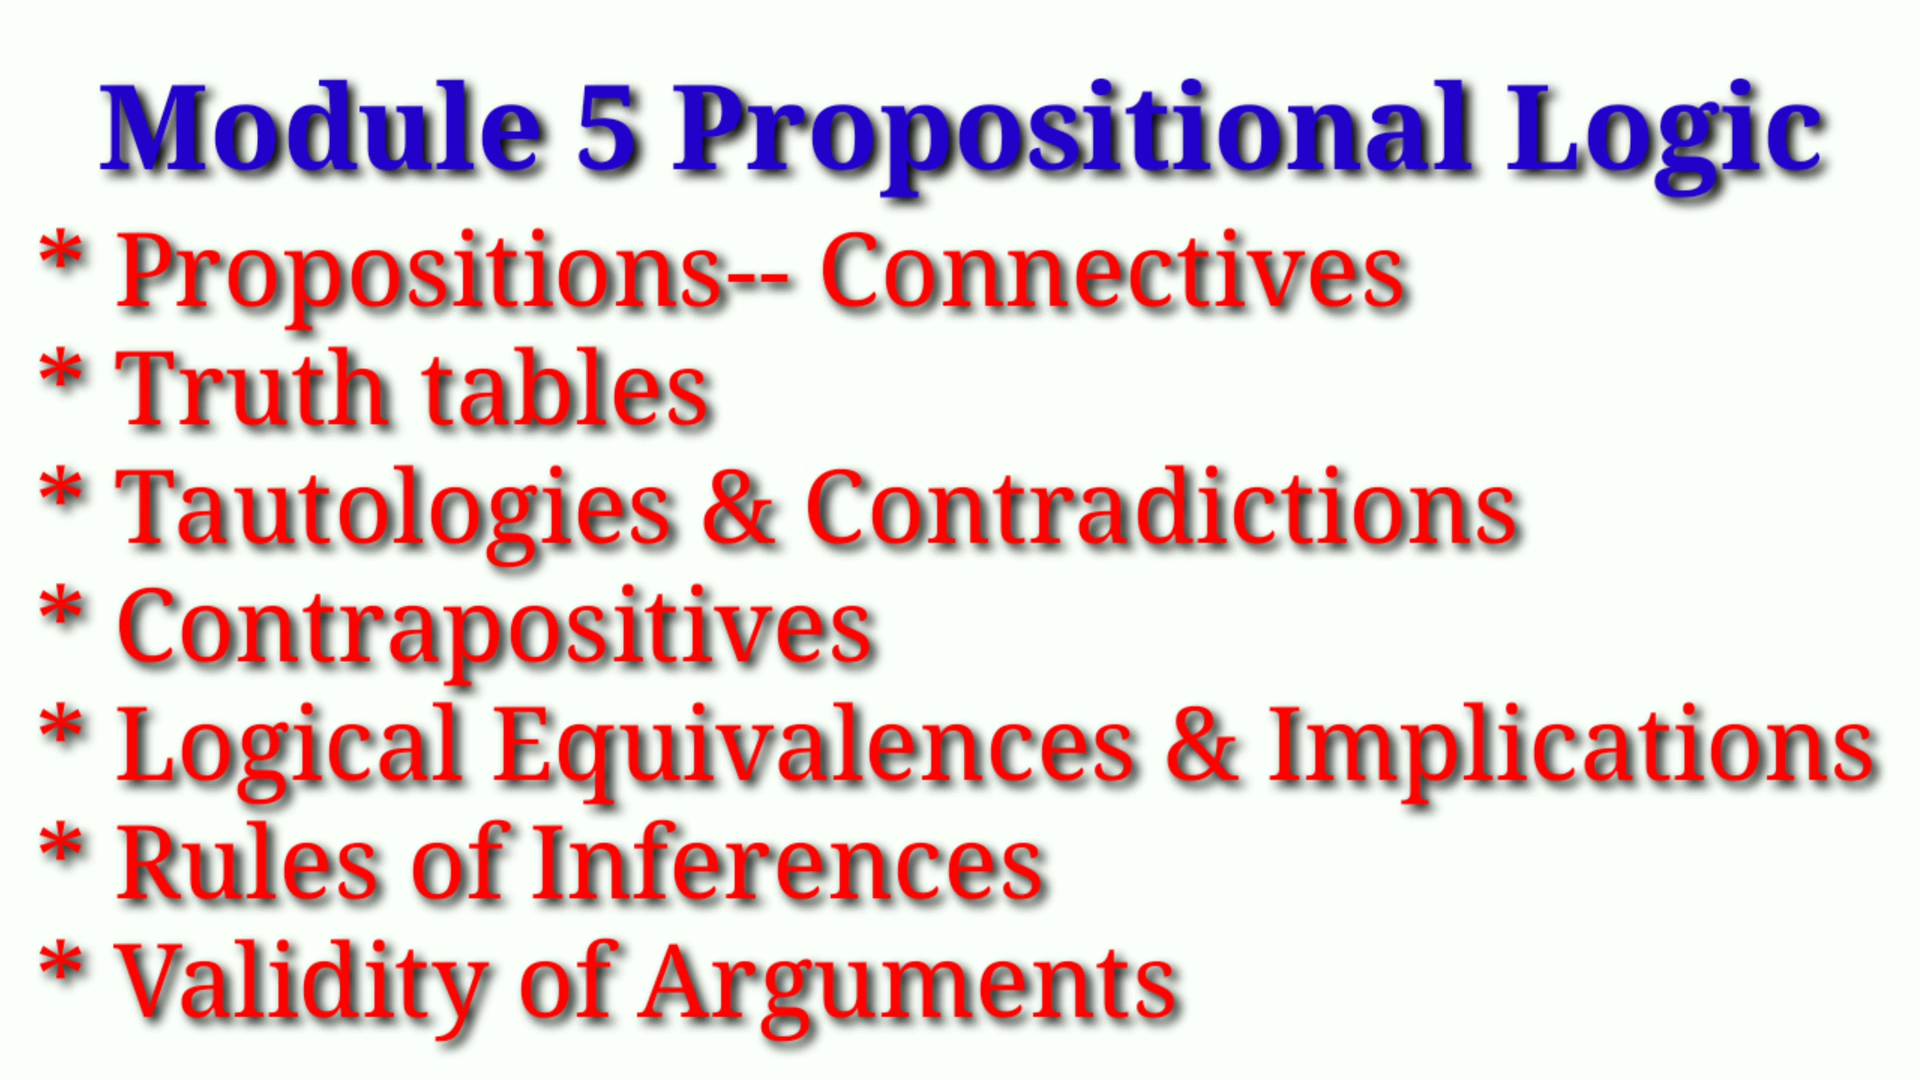 Module 5 Propositional Logic
* Propositions-- Connectives
* Truth tables
* Tautologies & Contradictions
* Contrapositives
* Logical Equivalences & Implications
* Rules of Inferences
* Validity of Arguments